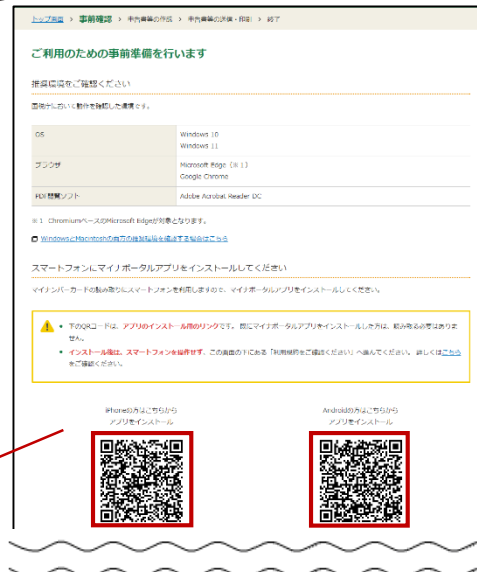 トップ画面 > 事前確認 > 申告書等の作成 > 申告書等の送信・印刷 > 終了
ご利用のための事前準備を行います
推奨環境をご確認ください
国税庁において動作を確認した環境です。
OS Windows 10
Windows 11
ブラウザ Microsoft Edge（※1）
Google Chrome
PDF閲覧ソフト Adobe Acrobat Reader DC
※1 ChromiumベースのMicrosoft Edgeが対象となります。
WindowsとMacintoshの両方の推奨環境を確認する場合はこちら
スマートフォンにマイナポータルアプリをインストールしてください
マイナンバーカードの読み取りにスマートフォンを利用しますので、マイナポータルアプリをインストールしてください。
• 下のQRコードは、アプリのインストール用のリンクです。既にマイナポータルアプリをインストールした方は、読み取る必要はありま
せん。
• インストール後は、スマートフォンを操作せず、この画面の下にある「利用規約をご確認ください」へ進んでください。詳しくはこちら
をご確認ください。
iPhoneの方はこちらから
アプリをインストール
Androidの方はこちらから
アプリをインストール